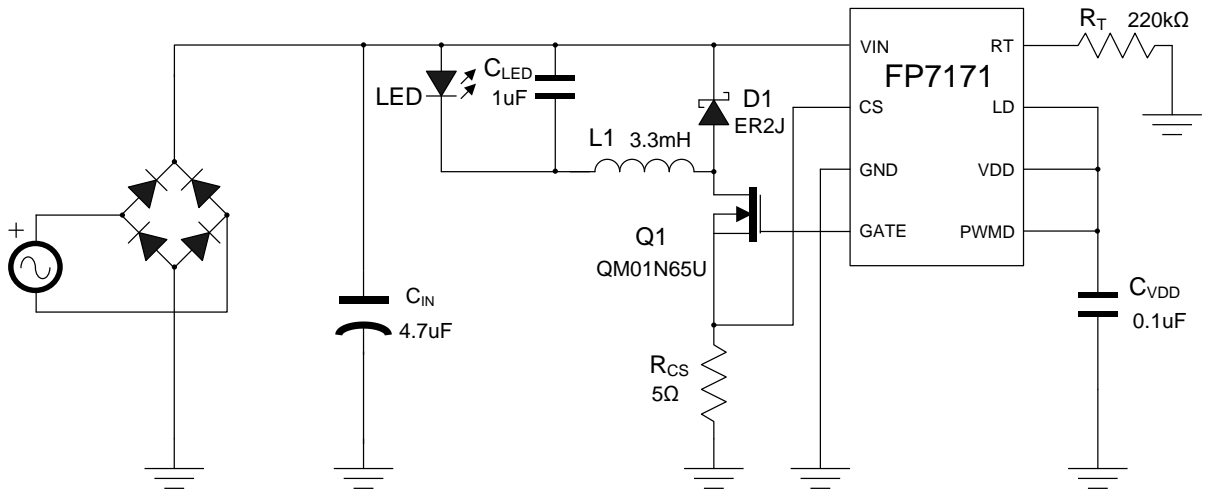 R_T 220kΩ
VIN RT
FP7171
LED
C_LED
1uF
D1
ER2J
CS LD
L1 3.3mH
GND VDD
+
Q1
GATE PWMD
QM01N65U
C_IN
4.7uF
C_VDD
0.1uF
R_CS
5Ω